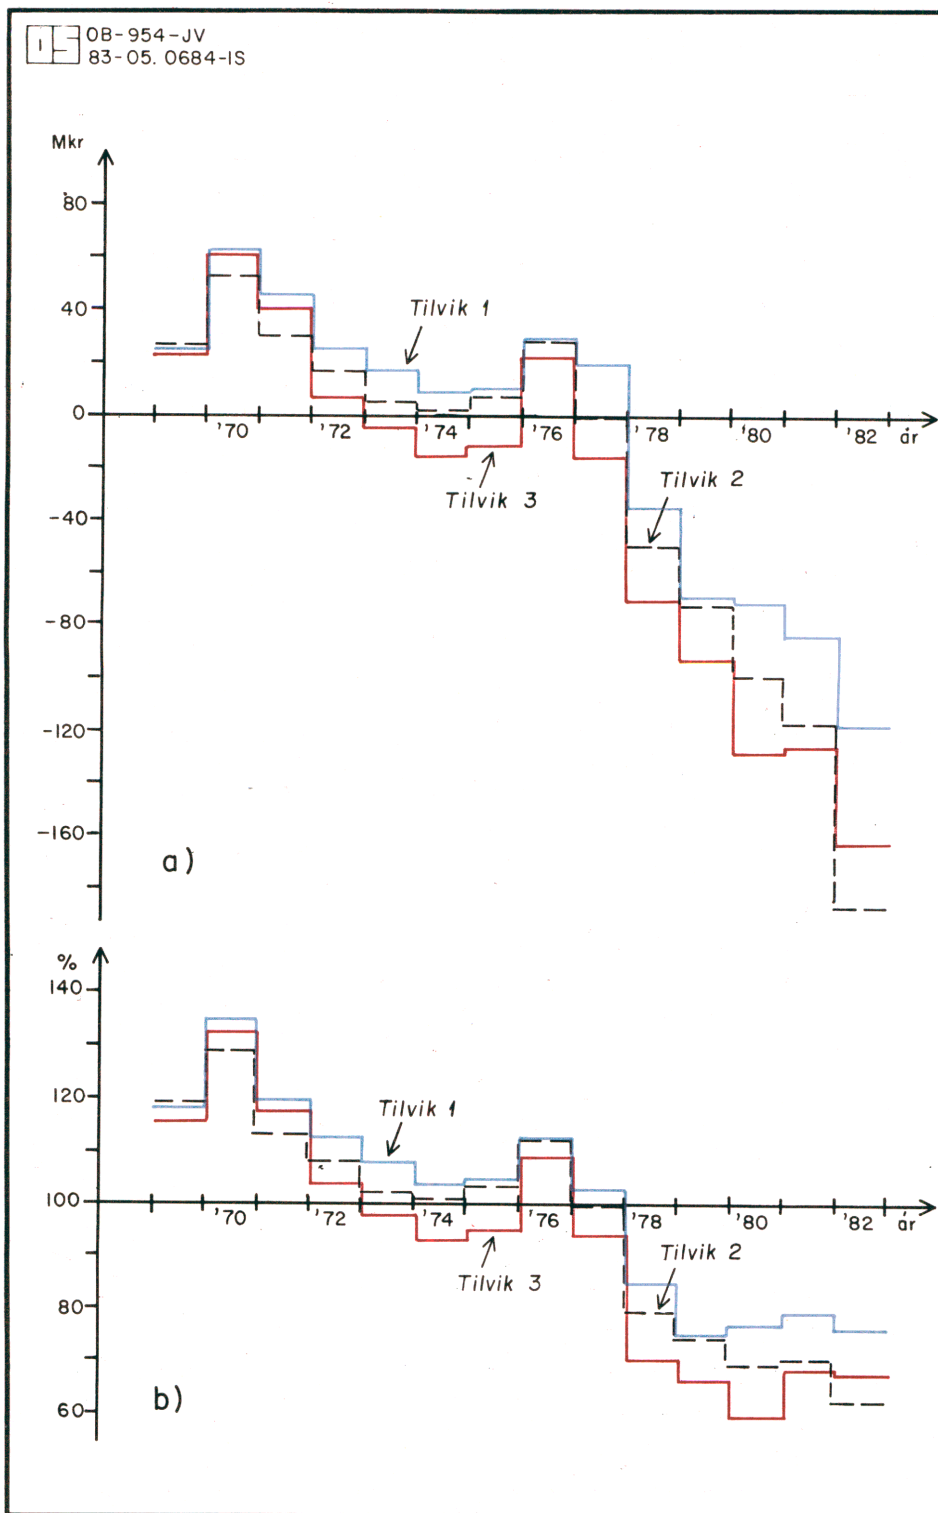 OS OB-954-JV
83-05.0684-IS
Mkr
80
40
Tilvik 1
0
'70 '72 '74 '76 '78 '80 '82 ár
Tilvik 2
Tilvik 3
-40
-80
-120
-160
a)
%
140
120
Tilvik 1
100
'70 '72 '74 '76 '78 '80 '82 ár
Tilvik 2
Tilvik 3
80
60
b)